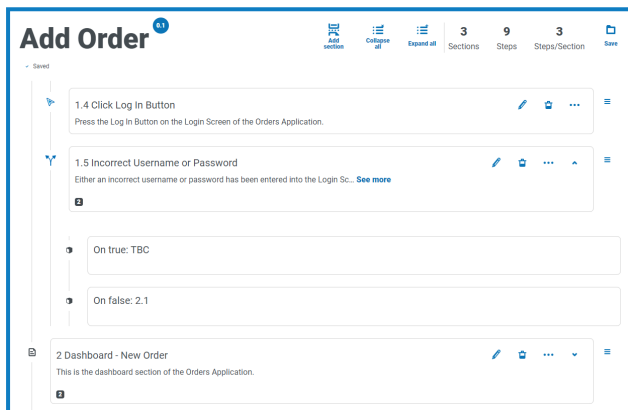 Add Order 0.1
Add section
Collapse all
Expand all
3 Sections
9 Steps
3 Steps/Section
Save
Saved
1.4 Click Log In Button
Press the Log In Button on the Login Screen of the Orders Application.
1.5 Incorrect Username or Password
Either an incorrect username or password has been entered into the Login Sc... See more
2
On true: TBC
On false: 2.1
2 Dashboard - New Order
This is the dashboard section of the Orders Application.
2